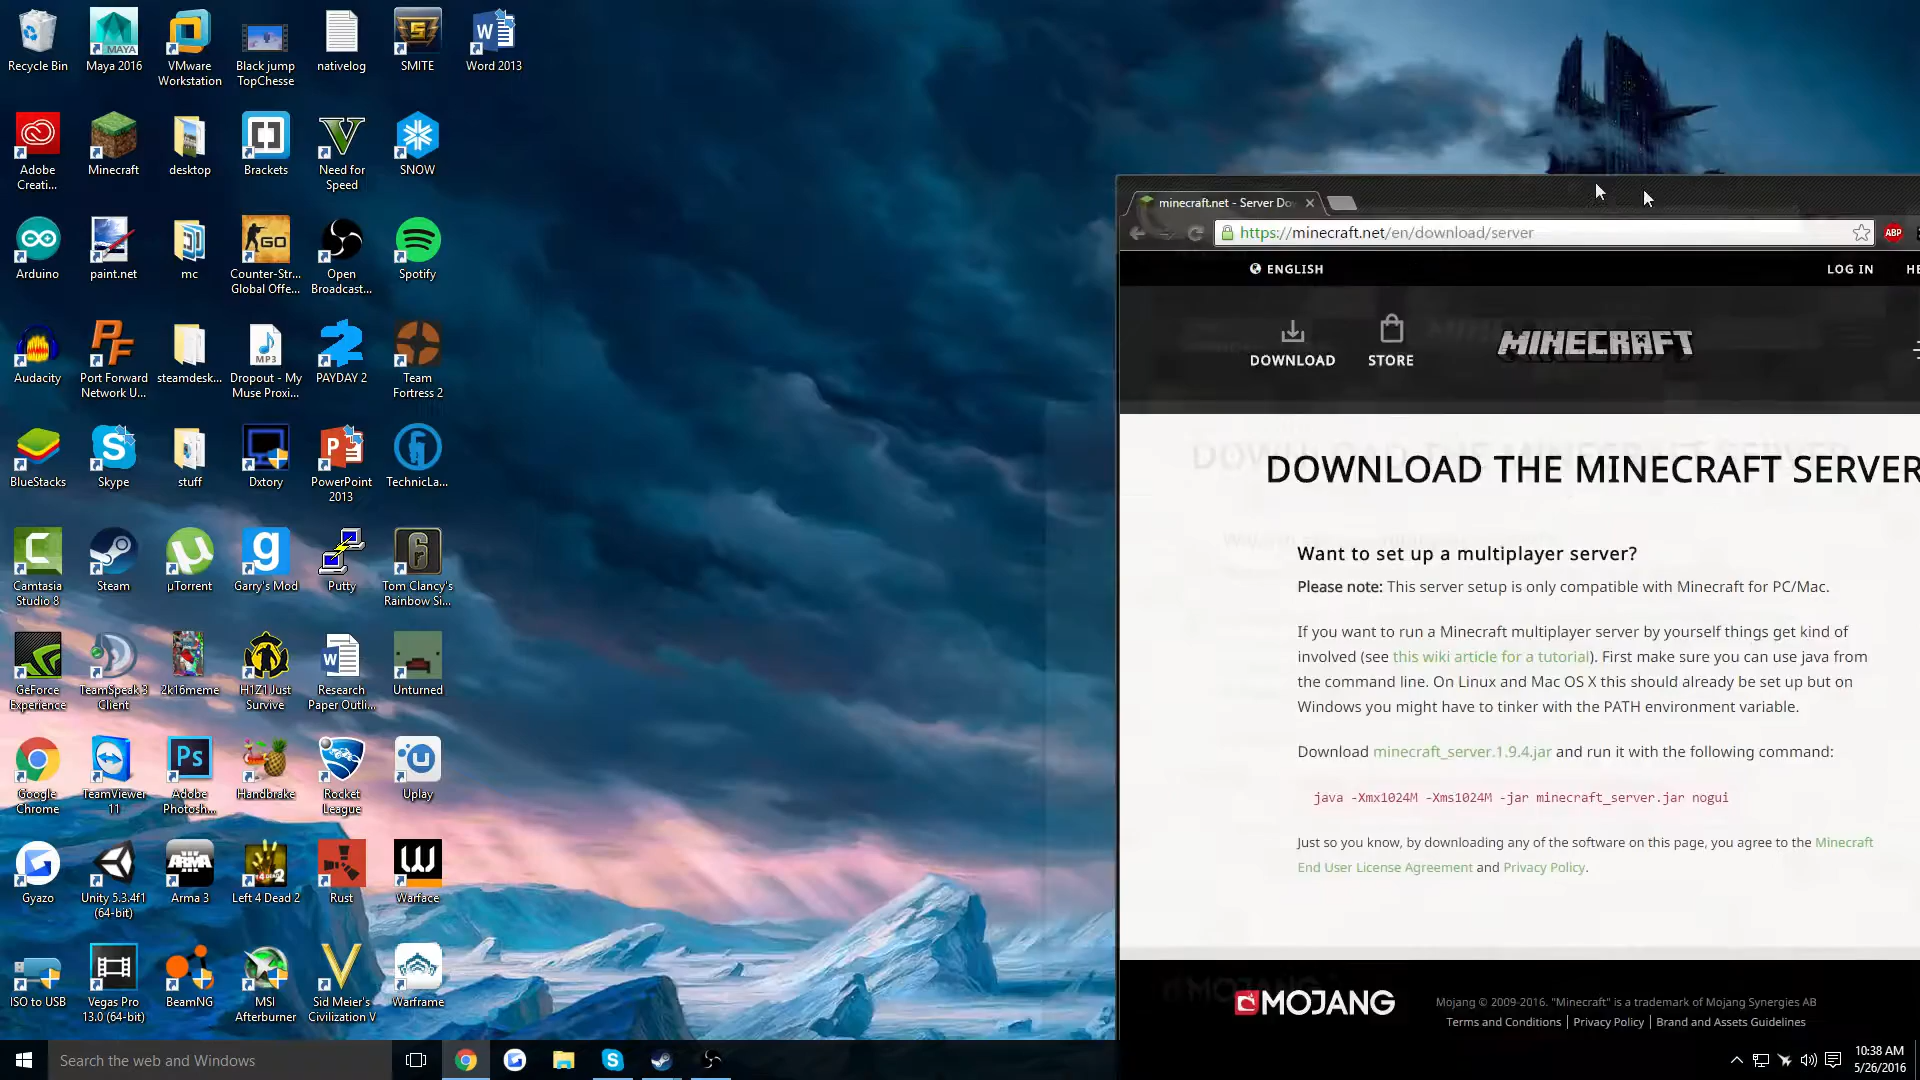 Recycle Bin
Maya 2016
VMware
Workstation
Black jump
TopChesse
nativelog
SMITE
Word 2013
Adobe
Creati...
Minecraft
desktop
Brackets
Need for
Speed
SNOW
Arduino
paint.net
mc
Counter-Str...
Global Offe...
Open
Broadcast...
Spotify
Audacity
Port Forward
Network U...
steamdesk...
Dropout - My
Muse Proxi...
PAYDAY 2
Team
Fortress 2
BlueStacks
Skype
stuff
Dxtory
PowerPoint
2013
TechnicLa...
Camtasia
Studio 8
Steam
µTorrent
Garry's Mod
Putty
Tom Clancy's
Rainbow Si...
GeForce
Experience
TeamSpeak 3
Client
2k16meme
H1Z1 Just
Survive
Research
Paper Outli...
Unturned
Google
Chrome
TeamViewer
11
Adobe
Photosh...
Handbrake
Rocket
League
Uplay
Gyazo
Unity 5.3.4f1
(64-bit)
Arma 3
Left 4 Dead 2
Rust
Warface
ISO to USB
Vegas Pro
13.0 (64-bit)
BeamNG
MSI
Afterburner
Sid Meier's
Civilization V
Warframe
minecraft.net - Server Do
https://minecraft.net/en/download/server
ABP
ENGLISH
LOG IN
HE
DOWNLOAD
STORE
MINECRAFT
DOWNLOAD THE MINECRAFT SERVER
Want to set up a multiplayer server?
Please note: This server setup is only compatible with Minecraft for PC/Mac.
If you want to run a Minecraft multiplayer server by yourself things get kind of
involved (see this wiki article for a tutorial). First make sure you can use java from
the command line. On Linux and Mac OS X this should already be set up but on
Windows you might have to tinker with the PATH environment variable.
Download minecraft_server.1.9.4.jar and run it with the following command:
java -Xmx1024M -Xms1024M -jar minecraft_server.jar nogui
Just so you know, by downloading any of the software on this page, you agree to the Minecraft
End User License Agreement and Privacy Policy.
MOJANG
Mojang © 2009-2016. "Minecraft" is a trademark of Mojang Synergies AB
Terms and Conditions | Privacy Policy | Brand and Assets Guidelines
Search the web and Windows
10:38 AM
5/26/2016